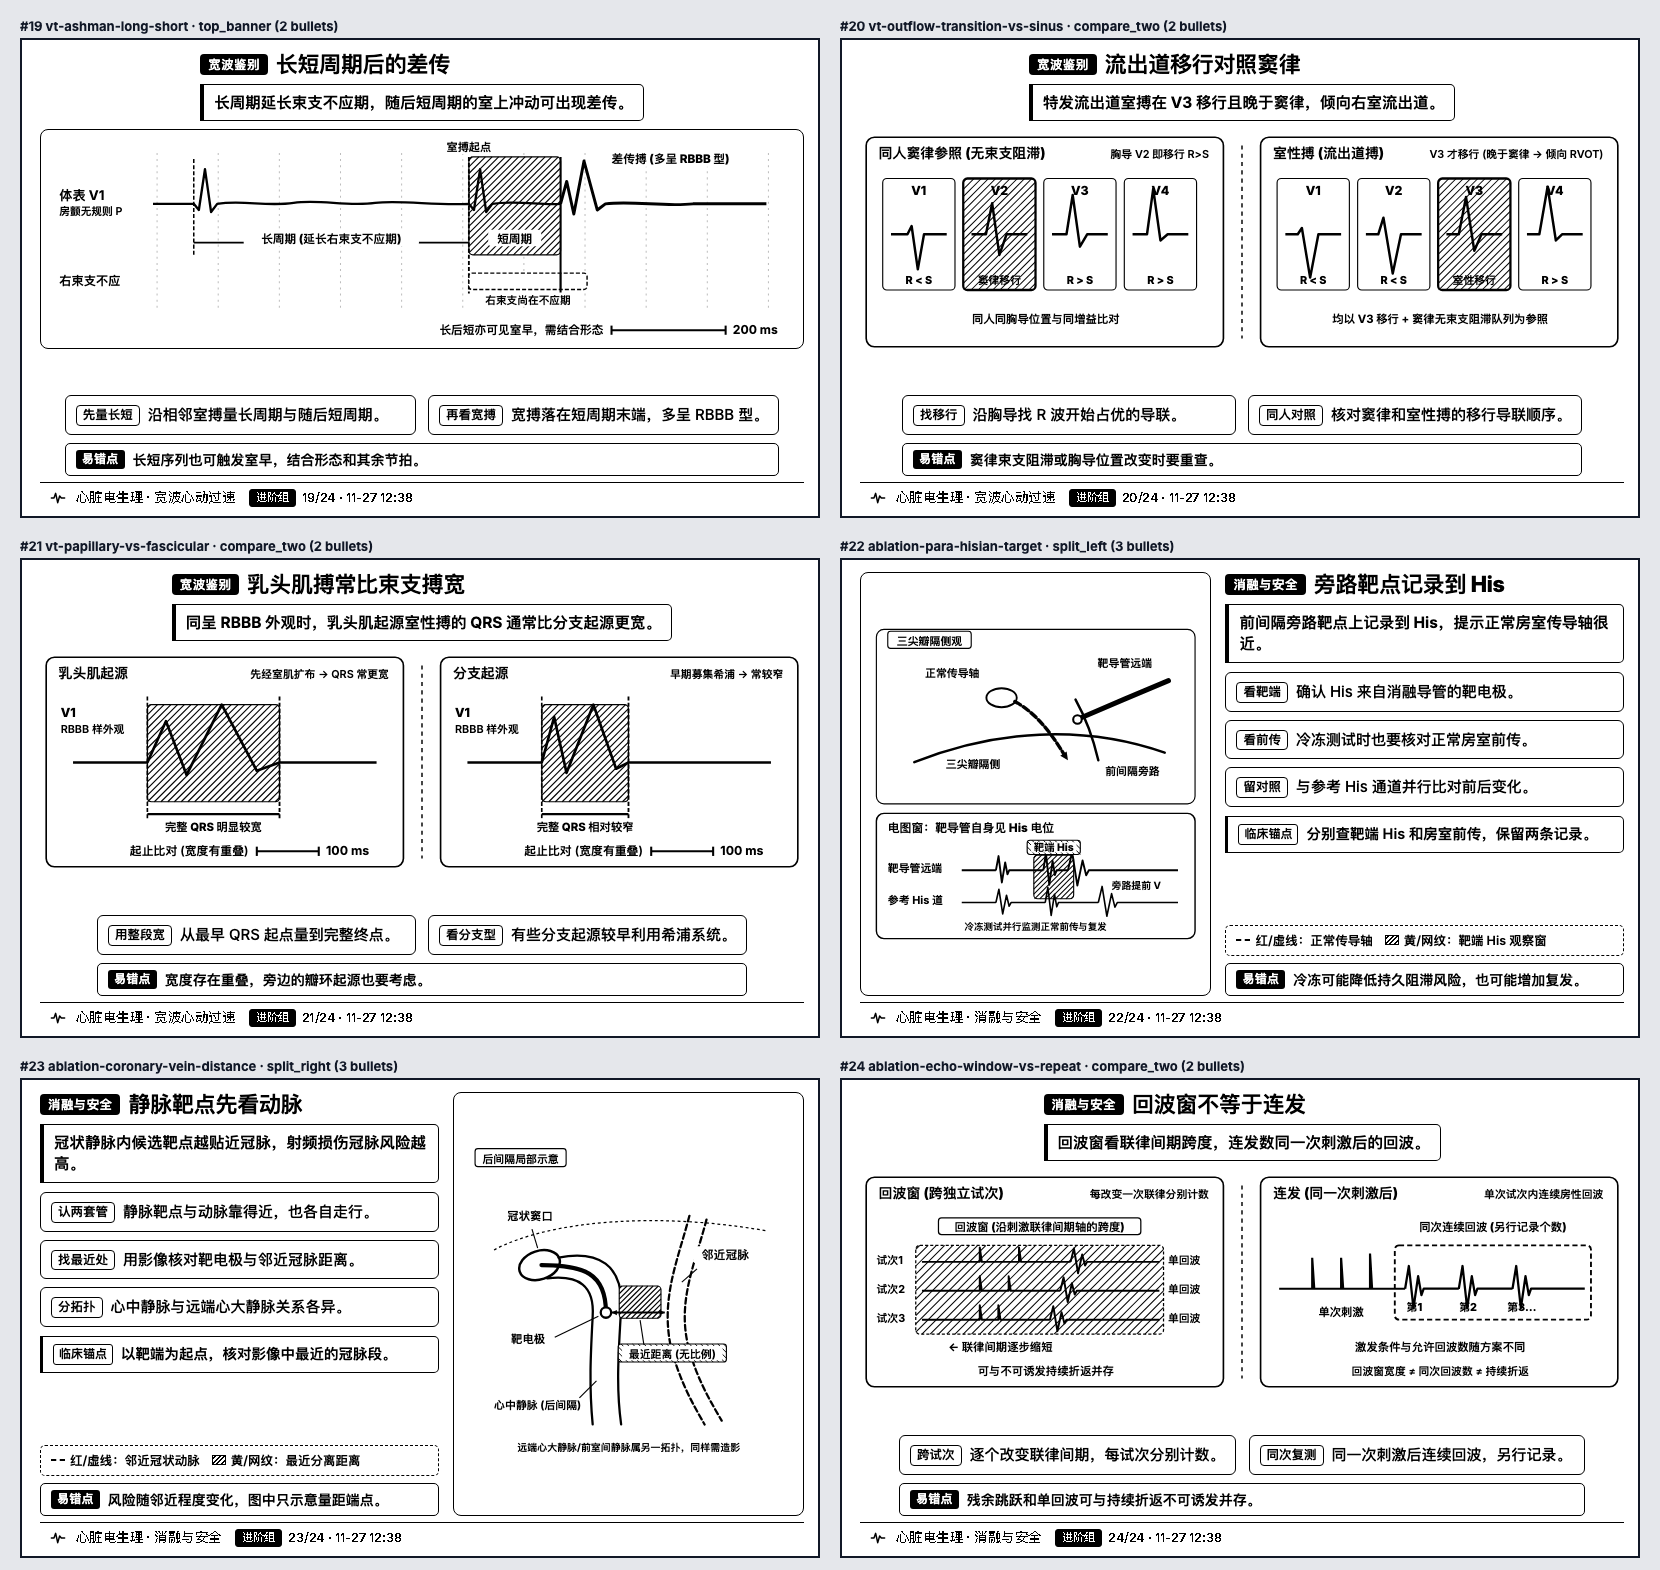 #19 vt-ashman-long-short · top_banner (2 bullets)
宽波鉴别 长短周期后的差传
长周期延长束支不应期，随后短周期的室上冲动可出现差传。
室搏起点
差传搏 (多呈 RBBB 型)
体表 V1
房颤无规则 P
长周期 (延长右束支不应期)
短周期
右束支不应
右束支尚在不应期
长后短亦可见室早，需结合形态
200 ms
先量长短 沿相邻室搏量长周期与随后短周期。
再看宽搏 宽搏落在短周期末端，多呈 RBBB 型。
易错点 长短序列也可触发室早，结合形态和其余节拍。
心脏电生理 · 宽波心动过速 进阶组 19/24 · 11-27 12:38
#20 vt-outflow-transition-vs-sinus · compare_two (2 bullets)
宽波鉴别 流出道移行对照窦律
特发流出道室搏在 V3 移行且晚于窦律，倾向右室流出道。
同人窦律参照 (无束支阻滞)
胸导 V2 即移行 R>S
V1 V2 V3 V4
R < S 窦律移行 R > S R > S
同人同胸导位置与同增益比对
室性搏 (流出道搏)
V3 才移行 (晚于窦律 → 倾向 RVOT)
V1 V2 V3 V4
R < S R < S 室性移行 R > S
均以 V3 移行 + 窦律无束支阻滞队列为参照
找移行 沿胸导找 R 波开始占优的导联。
同人对照 核对窦律和室性搏的移行导联顺序。
易错点 窦律束支阻滞或胸导位置改变时要重查。
心脏电生理 · 宽波心动过速 进阶组 20/24 · 11-27 12:38
#21 vt-papillary-vs-fascicular · compare_two (2 bullets)
宽波鉴别 乳头肌搏常比束支搏宽
同呈 RBBB 外观时，乳头肌起源室性搏的 QRS 通常比分支起源更宽。
乳头肌起源
先经室肌扩布 → QRS 常更宽
V1
RBBB 样外观
完整 QRS 明显较宽
起止比对 (宽度有重叠)
100 ms
分支起源
早期募集希浦 → 常较窄
V1
RBBB 样外观
完整 QRS 相对较窄
起止比对 (宽度有重叠)
100 ms
用整段宽 从最早 QRS 起点量到完整终点。
看分支型 有些分支起源较早利用希浦系统。
易错点 宽度存在重叠，旁边的瓣环起源也要考虑。
心脏电生理 · 宽波心动过速 进阶组 21/24 · 11-27 12:38
#22 ablation-para-hisian-target · split_left (3 bullets)
三尖瓣隔侧观
正常传导轴
靶导管远端
三尖瓣隔侧
前间隔旁路
电图窗：靶导管自身见 His 电位
靶端 His
靶导管远端
旁路提前 V
参考 His 道
冷冻测试并行监测正常前传与复发
消融与安全 旁路靶点记录到 His
前间隔旁路靶点上记录到 His，提示正常房室传导轴很
近。
看靶端 确认 His 来自消融导管的靶电极。
看前传 冷冻测试时也要核对正常房室前传。
留对照 与参考 His 通道并行比对前后变化。
临床锚点 分别查靶端 His 和房室前传，保留两条记录。
红/虚线：正常传导轴 黄/网纹：靶端 His 观察窗
易错点 冷冻可能降低持久阻滞风险，也可能增加复发。
心脏电生理 · 消融与安全 进阶组 22/24 · 11-27 12:38
#23 ablation-coronary-vein-distance · split_right (3 bullets)
消融与安全 静脉靶点先看动脉
冠状静脉内候选靶点越贴近冠脉，射频损伤冠脉风险越
高。
认两套管 静脉靶点与动脉靠得近，也各自走行。
找最近处 用影像核对靶电极与邻近冠脉距离。
分拓扑 心中静脉与远端心大静脉关系各异。
临床锚点 以靶端为起点，核对影像中最近的冠脉段。
红/虚线：邻近冠状动脉 黄/网纹：最近分离距离
易错点 风险随邻近程度变化，图中只示意量距端点。
后间隔局部示意
冠状窦口
邻近冠脉
靶电极
最近距离 (无比例)
心中静脉 (后间隔)
远端心大静脉/前室间静脉属另一拓扑，同样需造影
心脏电生理 · 消融与安全 进阶组 23/24 · 11-27 12:38
#24 ablation-echo-window-vs-repeat · compare_two (2 bullets)
消融与安全 回波窗不等于连发
回波窗看联律间期跨度，连发数同一次刺激后的回波。
回波窗 (跨独立试次)
每改变一次联律分别计数
回波窗 (沿刺激联律间期轴的跨度)
试次1 单回波
试次2 单回波
试次3 单回波
← 联律间期逐步缩短
可与不可诱发持续折返并存
连发 (同一次刺激后)
单次试次内连续房性回波
同次连续回波 (另行记录个数)
单次刺激
第1 第2 第3...
激发条件与允许回波数随方案不同
回波窗宽度 ≠ 同次回波数 ≠ 持续折返
跨试次 逐个改变联律间期，每试次分别计数。
同次复测 同一次刺激后连续回波，另行记录。
易错点 残余跳跃和单回波可与持续折返不可诱发并存。
心脏电生理 · 消融与安全 进阶组 24/24 · 11-27 12:38